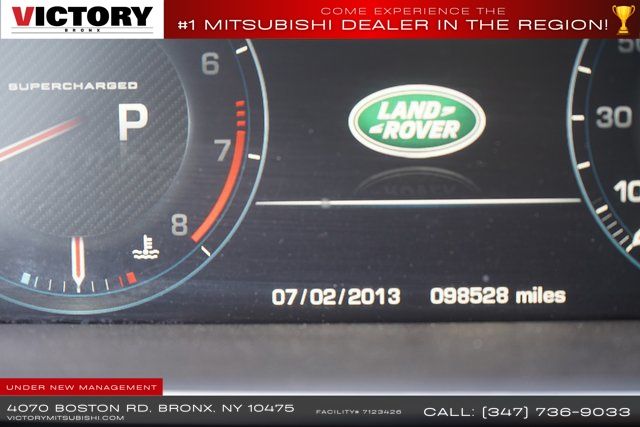 VICTORY
BRONX
COME EXPERIENCE THE
#1 MITSUBISHI DEALER IN THE REGION!
SUPERCHARGED
P
6
7
8
LAND
ROVER
50
30
10
07/02/2013 098528 miles
UNDER NEW MANAGEMENT
4070 BOSTON RD, BRONX, NY 10475
VICTORYMITSUBISHI.COM
FACILITY# 7123426
CALL: (347) 736-9033